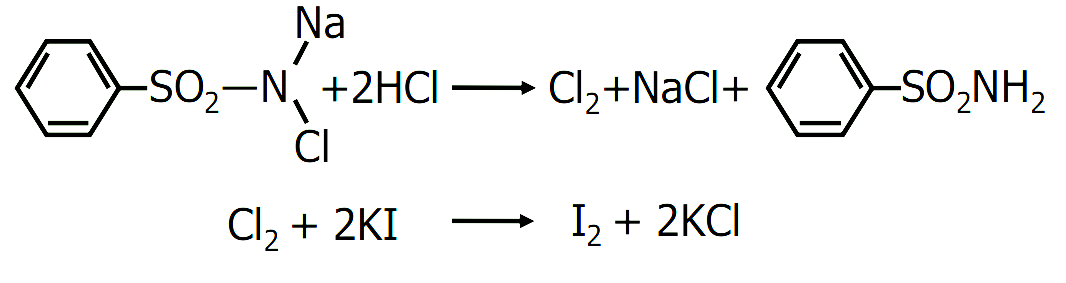 Na
SO₂—N +2HCl → Cl₂+NaCl+ SO₂NH₂
Cl
Cl₂ + 2KI → I₂ + 2KCl